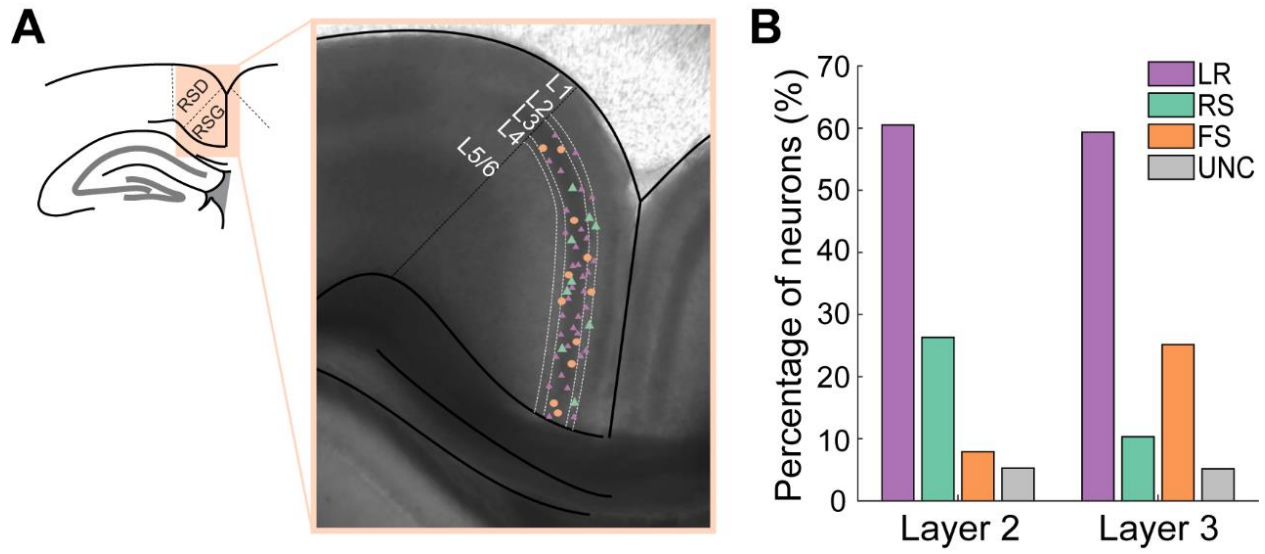 A
RSD
RSG
L1
L2
L3
L4
L5/6
B
Percentage of neurons (%)
70
60
50
40
30
20
10
0
LR
RS
FS
UNC
Layer 2
Layer 3